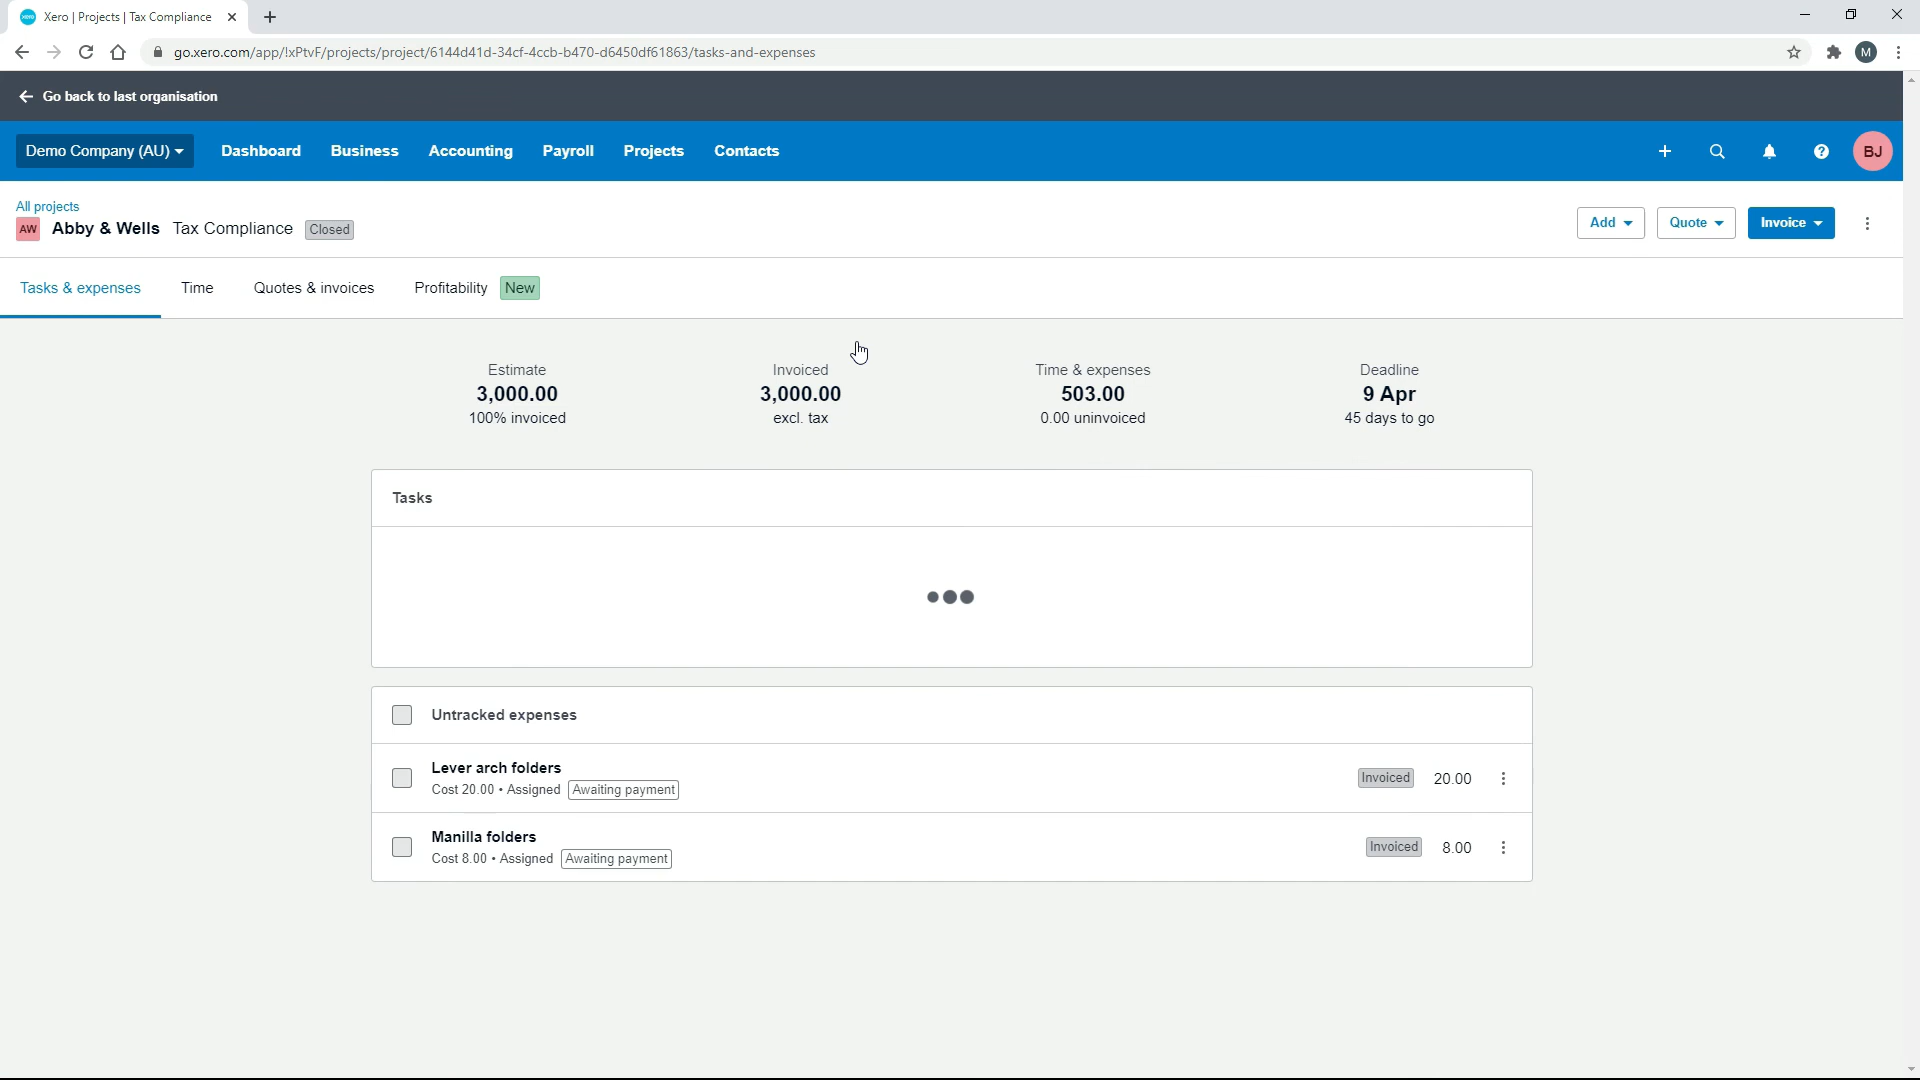 Xero | Projects | Tax Compliance
go.xero.com/app/!xPtvF/projects/project/6144d41d-34cf-4ccb-b470-d6450df61863/tasks-and-expenses
M
Go back to last organisation
Demo Company (AU) Dashboard Business Accounting Payroll Projects Contacts BJ
All projects
AW Abby & Wells Tax Compliance Closed
Add Quote Invoice
Tasks & expenses Time Quotes & invoices Profitability New
Estimate Invoiced Time & expenses Deadline
3,000.00 3,000.00 503.00 9 Apr
100% invoiced excl. tax 0.00 uninvoiced 45 days to go
Tasks
Untracked expenses
Lever arch folders
Cost 20.00 • Assigned Awaiting payment
Invoiced 20.00
Manilla folders
Cost 8.00 • Assigned Awaiting payment
Invoiced 8.00